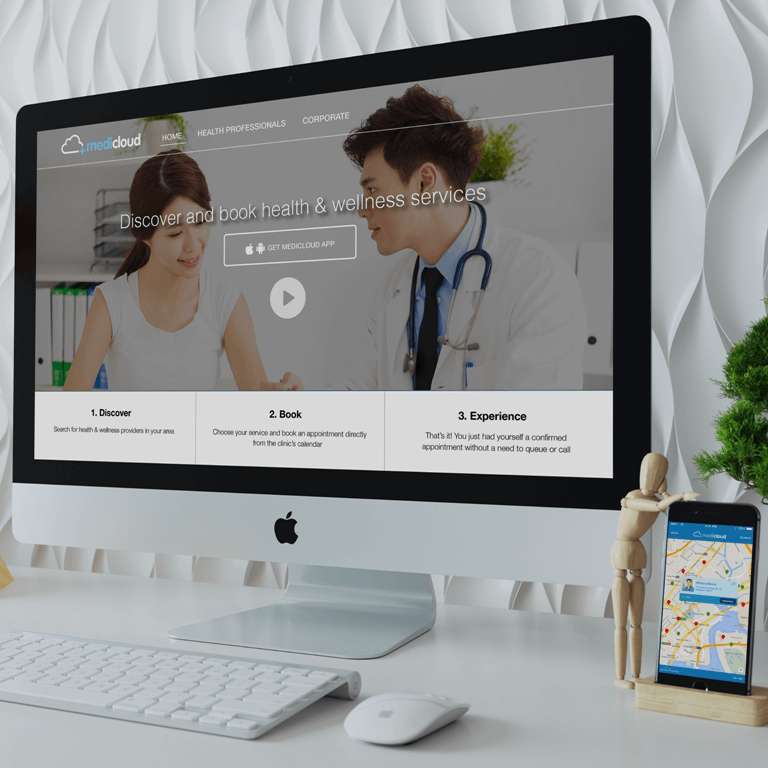 medicloud
HOME
HEALTH PROFESSIONALS
CORPORATE
Discover and book health & wellness services
GET MEDICLOUD APP
1. Discover
Search for health & wellness providers in your area
2. Book
Choose your service and book an appointment directly
from the clinic's calendar
3. Experience
That's it! You just had yourself a confirmed
appointment without a need to queue or call
medicloud